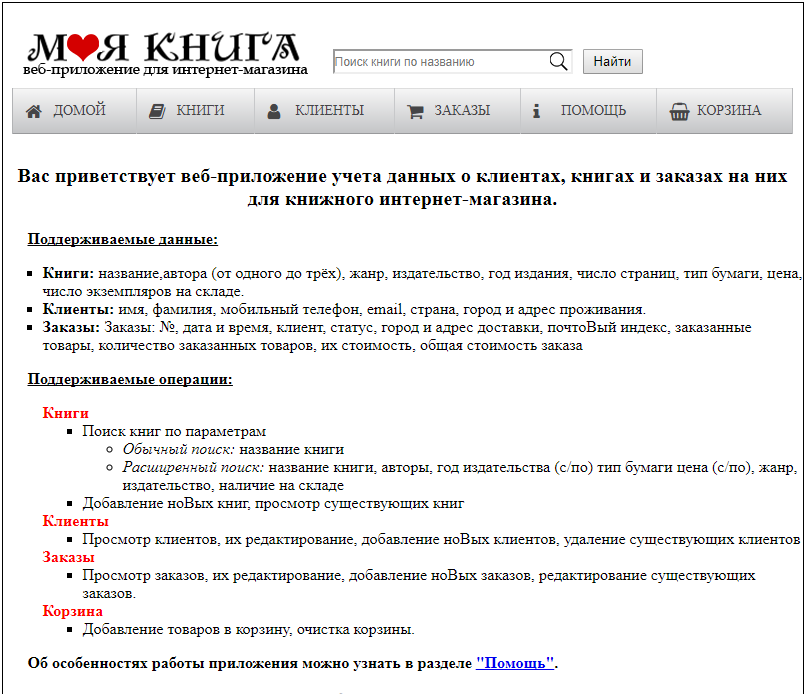 МОЯ КНИГА
веб-приложение для интернет-магазина
Поиск книги по названию
Найти
ДОМОЙ КНИГИ КЛИЕНТЫ ЗАКАЗЫ ПОМОЩЬ КОРЗИНА
Вас приветствует веб-приложение учета данных о клиентах, книгах и заказах на них
для книжного интернет-магазина.
Поддерживаемые данные:
Книги: название,автора (от одного до трёх), жанр, издательство, год издания, число страниц, тип бумаги, цена,
число экземпляров на складе.
Клиенты: имя, фамилия, мобильный телефон, email, страна, город и адрес проживания.
Заказы: Заказы: №, дата и время, клиент, статус, город и адрес доставки, почтоВый индекс, заказанные
товары, количество заказанных товаров, их стоимость, общая стоимость заказа
Поддерживаемые операции:
Книги
Поиск книг по параметрам
Обычный поиск: название книги
Расширенный поиск: название книги, авторы, год издательства (с/по) тип бумаги цена (с/по), жанр,
издательство, наличие на складе
Добавление ноВых книг, просмотр существующих книг
Клиенты
Просмотр клиентов, их редактирование, добавление ноВых клиентов, удаление существующих клиентов
Заказы
Просмотр заказов, их редактирование, добавление ноВых заказов, редактирование существующих
заказов.
Корзина
Добавление товаров в корзину, очистка корзины.
Об особенностях работы приложения можно узнать в разделе "Помощь".